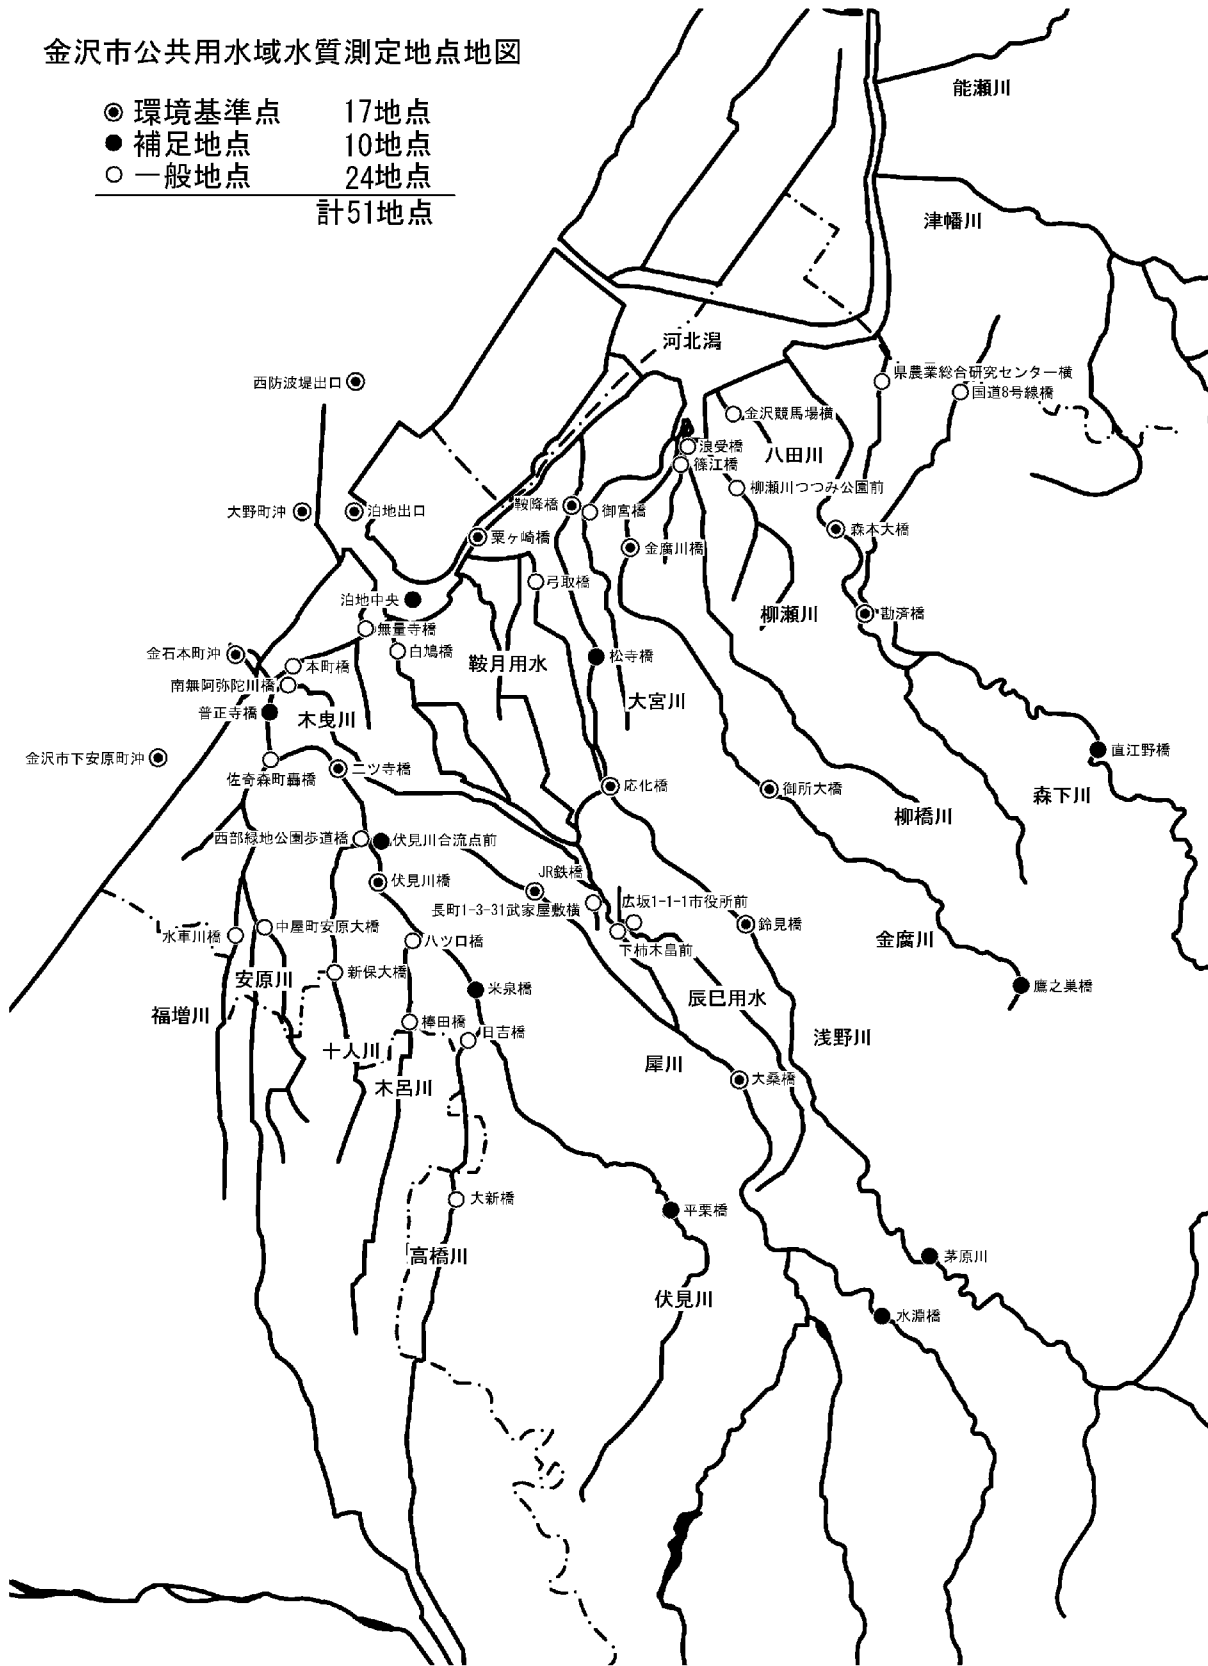 金沢市公共用水域水質測定地点地図
◎ 環境基準点 17地点
● 補足地点 10地点
○ 一般地点 24地点
計51地点
能瀬川
津幡川
河北潟
県農業総合研究センター横
西防波堤出口
国道8号線橋
金沢競馬場横
浪受橋
八田川
篠江橋
柳瀬川つつみ公園前
鞍降橋
大野町沖
泊地出口
御宮橋
森本大橋
粟ヶ崎橋
金腐川橋
弓取橋
泊地中央
柳瀬川
勘済橋
無量寺橋
金石本町沖
白鳩橋
松寺橋
本町橋
鞍月用水
南無阿弥陀川橋
大宮川
普正寺橋
木曳川
直江野橋
金沢市下安原町沖
二ツ寺橋
佐奇森町轟橋
応化橋
御所大橋
森下川
柳橋川
西部緑地公園歩道橋
伏見川合流点前
JR鉄橋
伏見川橋
広坂1-1-1市役所前
長町1-3-31武家屋敷横
鈴見橋
中屋町安原大橋
水車川橋
八ツ口橋
下柿木畠前
金腐川
新保大橋
安原川
鷹之巣橋
米泉橋
辰巳用水
福増川
棒田橋
日吉橋
浅野川
十人川
犀川
大桑橋
木呂川
大新橋
平栗橋
高橋川
茅原川
伏見川
水淵橋